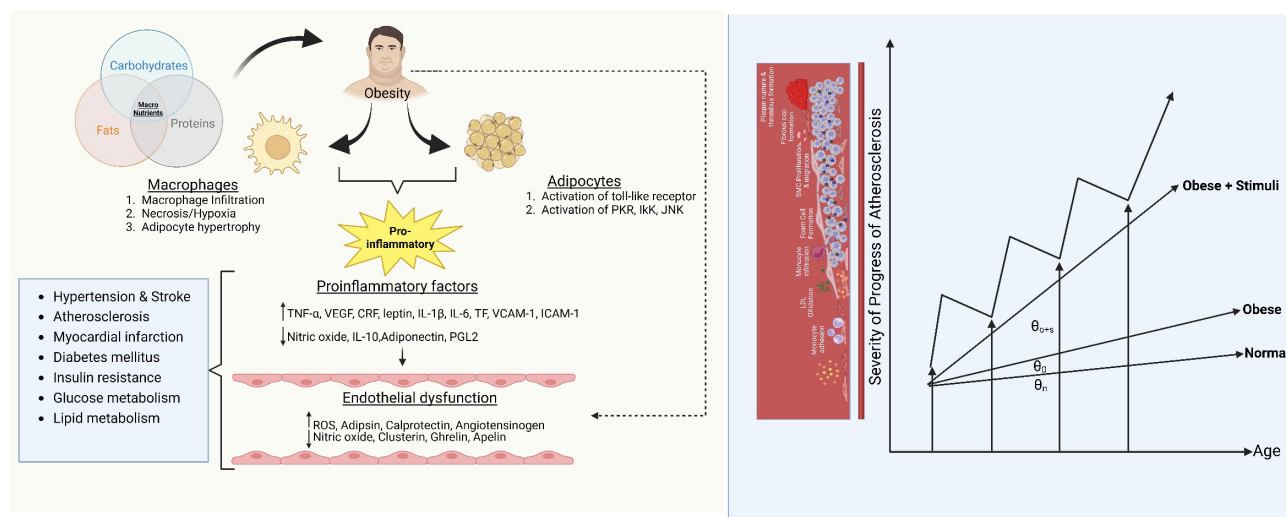 Carbohydrates
Macro
Nutrients
Fats
Proteins
Obesity
Macrophages
1. Macrophage Infiltration
2. Necrosis/Hypoxia
3. Adipocyte hypertrophy
Adipocytes
1. Activation of toll-like receptor
2. Activation of PKR, IkK, JNK
Pro-
inflammatory
Proinflammatory factors
TNF-α, VEGF, CRF, leptin, IL-1β, IL-6, TF, VCAM-1, ICAM-1
Nitric oxide, IL-10,Adiponectin, PGL2
Endothelial dysfunction
ROS, Adipsin, Calprotectin, Angiotensinogen
Nitric oxide, Clusterin, Ghrelin, Apelin
• Hypertension & Stroke
• Atherosclerosis
• Myocardial infarction
• Diabetes mellitus
• Insulin resistance
• Glucose metabolism
• Lipid metabolism
Plaque rupture &
thrombus formation
Fibrous cap
formation
SMC Proliferation
& migration
Foam Cell
Formation
Monocyte
infiltration
LDL
OXidation
Monocyte
adhesion
Severity of Progress of Atherosclerosis
Obese + Stimuli
Obese
Norma
θo+s
θ0
θn
Age